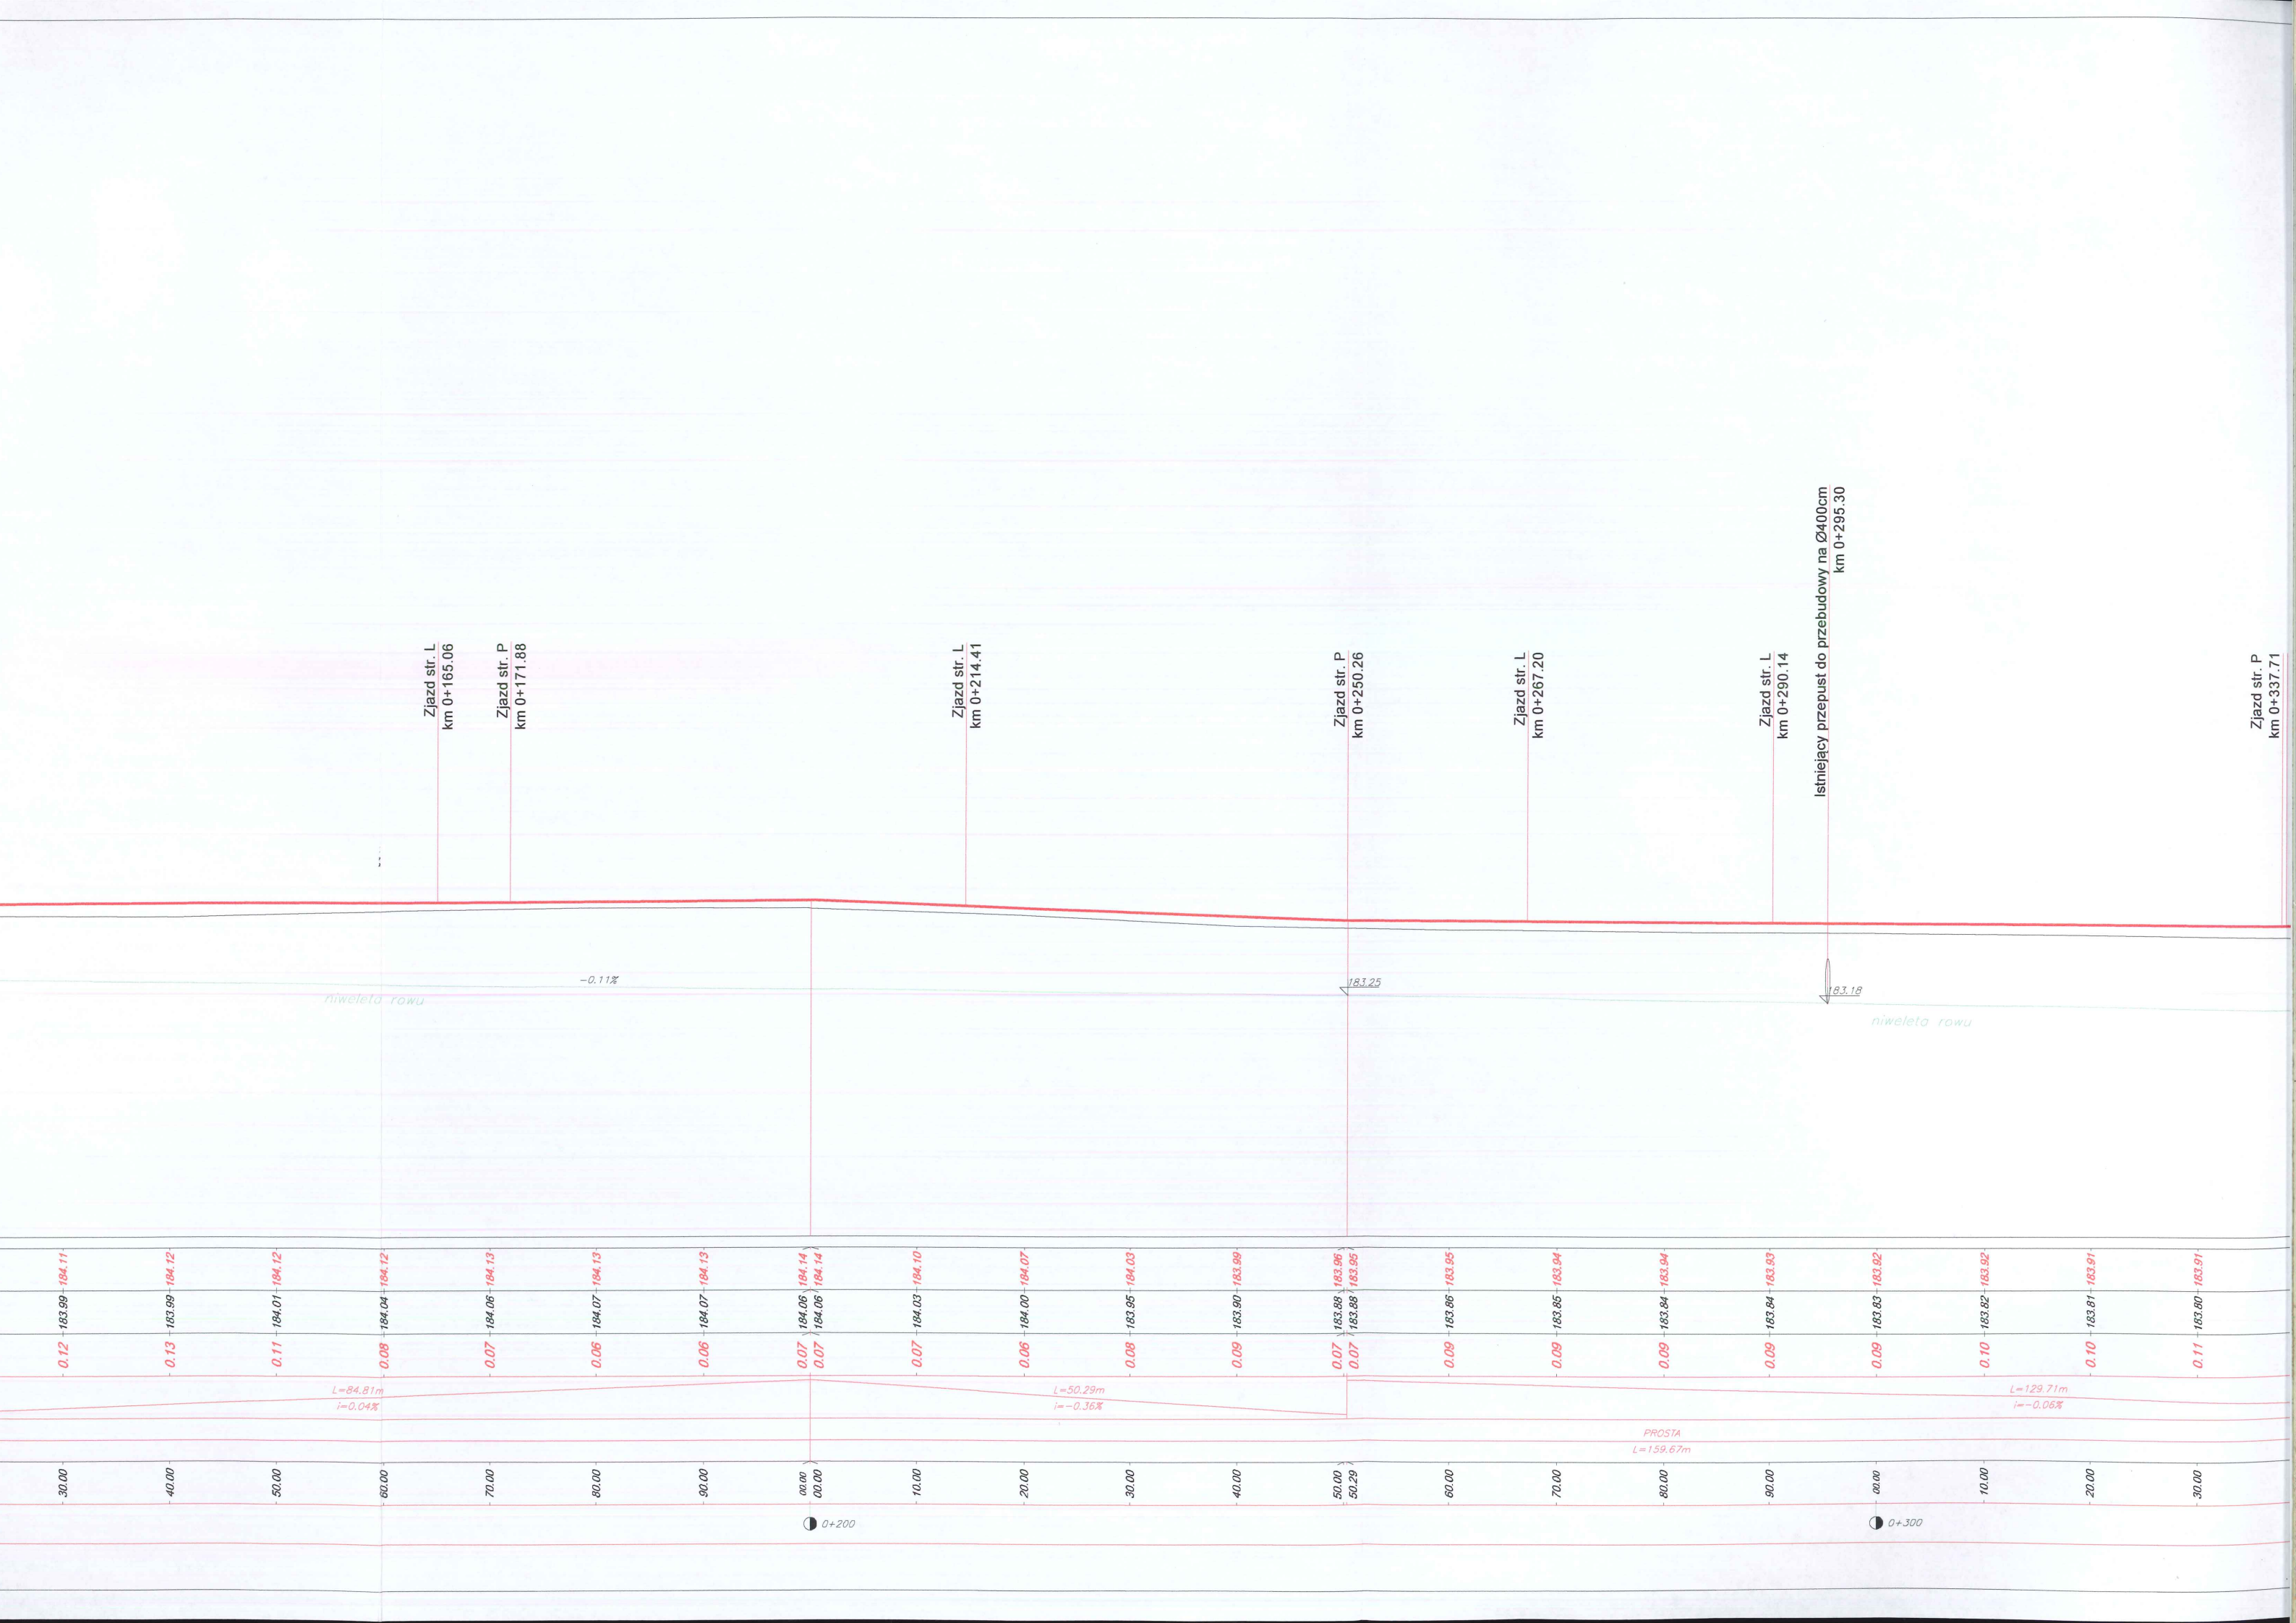 Zjazd str. L
km 0+165.06
Zjazd str. P
km 0+171.88
Zjazd str. L
km 0+214.41
Zjazd str. P
km 0+250.26
Zjazd str. L
km 0+267.20
Zjazd str. L
km 0+290.14
Istniejący przepust do przebudowy na Ø400cm
km 0+295.30
Zjazd str. P
km 0+337.71
-0.11%
183.25
183.18
niweleta rowu
niweleta rowu
184.11 184.12 184.12 184.12 184.13 184.13 184.13 184.14 184.14 184.10 184.07 184.03 183.99 183.96 183.95 183.95 183.94 183.94 183.93 183.92 183.92 183.91 183.91
183.99 183.99 184.01 184.04 184.06 184.07 184.07 184.06 184.06 184.03 184.00 183.95 183.90 183.88 183.88 183.86 183.85 183.84 183.84 183.83 183.82 183.81 183.80
0.12 0.13 0.11 0.08 0.07 0.06 0.06 0.07 0.07 0.07 0.06 0.08 0.09 0.07 0.07 0.09 0.09 0.09 0.09 0.09 0.10 0.10 0.11
L=84.81m
i=0.04%
L=50.29m
i=-0.36%
L=129.71m
i=-0.06%
PROSTA
L=159.67m
30.00 40.00 50.00 60.00 70.00 80.00 90.00 00.00 00.00 10.00 20.00 30.00 40.00 50.00 50.29 60.00 70.00 80.00 90.00 00.00 10.00 20.00 30.00
0+200
0+300